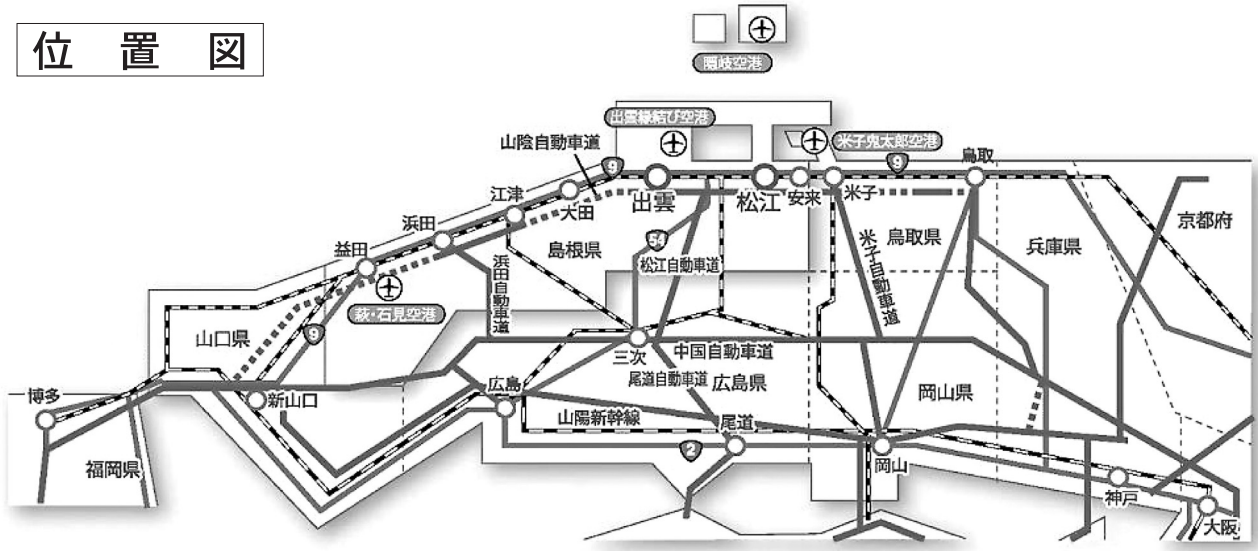 位置図
隠岐空港
出雲縁結び空港
米子鬼太郎空港
山陰自動車道
9
9
鳥取
江津
大田
出雲
松江
安来
米子
京都府
浜田
益田
島根県
54
松江自動車道
鳥取県
兵庫県
浜田自動車道
米子自動車道
萩・石見空港
山口県
9
三次
中国自動車道
尾道自動車道
広島県
岡山県
博多
新山口
広島
山陽新幹線
尾道
2
岡山
福岡県
神戸
大阪